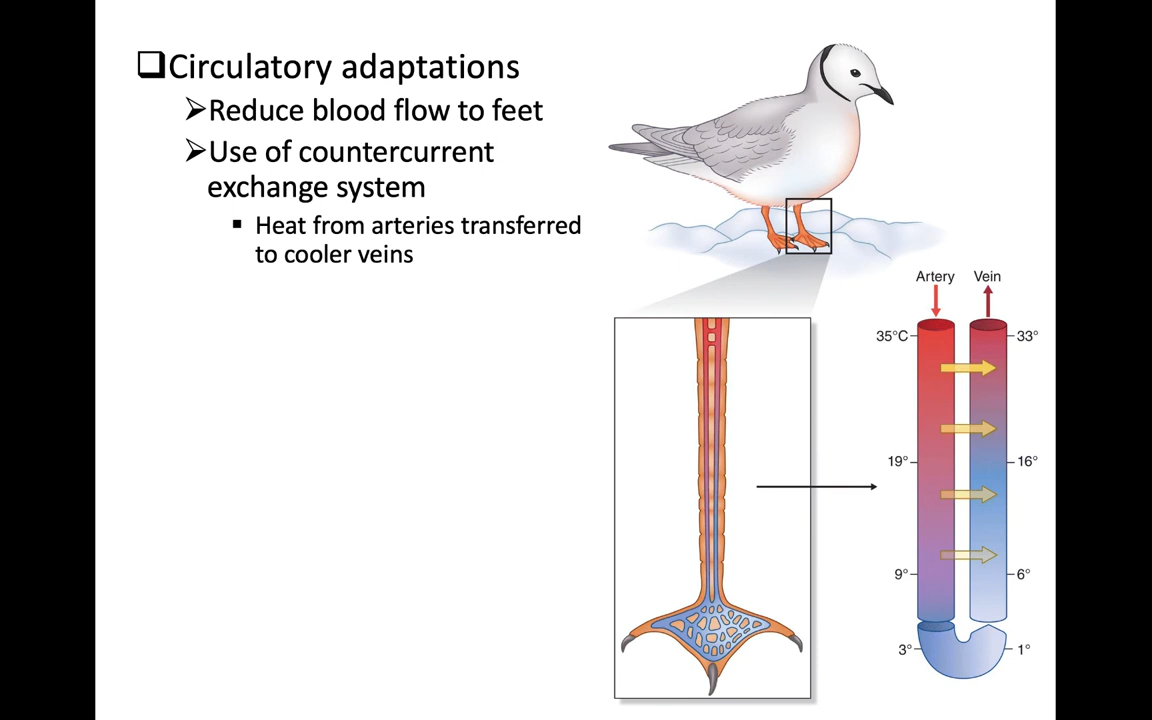 Circulatory adaptations
Reduce blood flow to feet
Use of countercurrent
exchange system
Heat from arteries transferred
to cooler veins
Artery Vein
35°C 33°
19° 16°
9° 6°
3° 1°